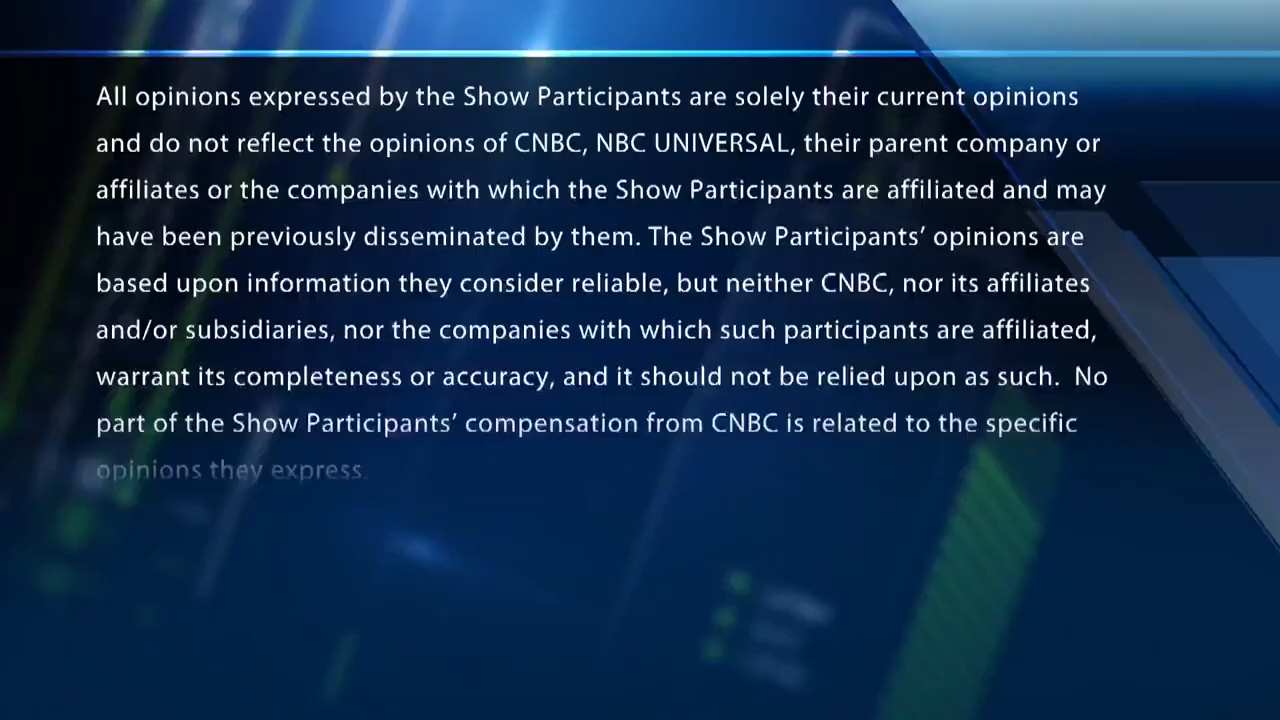 All opinions expressed by the Show Participants are solely their current opinions
and do not reflect the opinions of CNBC, NBC UNIVERSAL, their parent company or
affiliates or the companies with which the Show Participants are affiliated and may
have been previously disseminated by them. The Show Participants’ opinions are
based upon information they consider reliable, but neither CNBC, nor its affiliates
and/or subsidiaries, nor the companies with which such participants are affiliated,
warrant its completeness or accuracy, and it should not be relied upon as such.  No
part of the Show Participants’ compensation from CNBC is related to the specific
opinions they express.